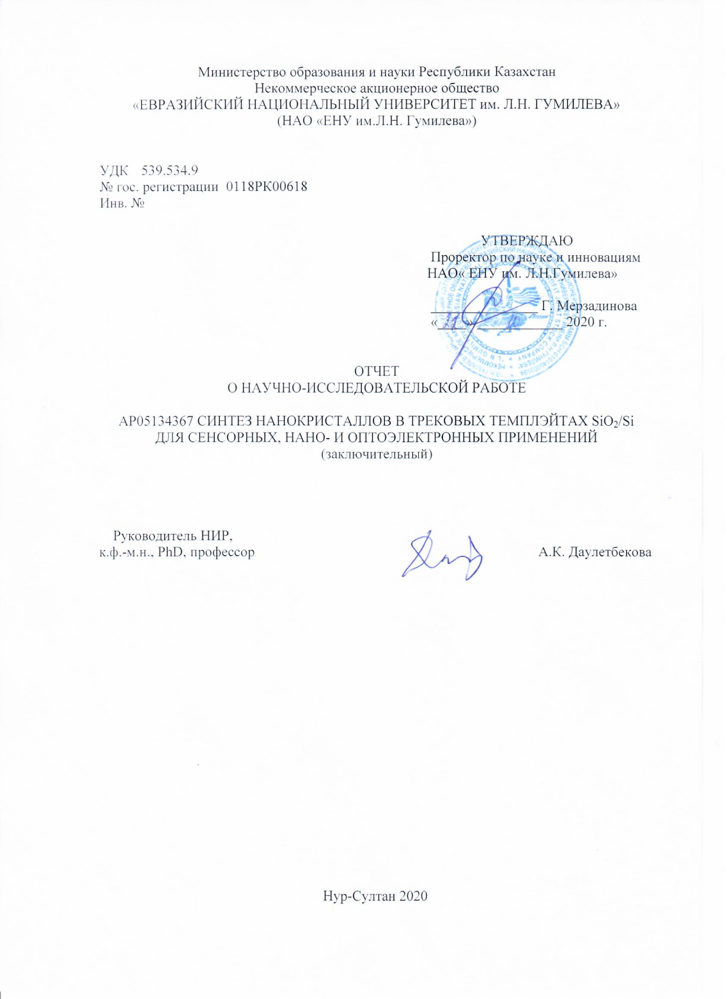 Министерство образования и науки Республики Казахстан
Некоммерческое акционерное общество
«ЕВРАЗИЙСКИЙ НАЦИОНАЛЬНЫЙ УНИВЕРСИТЕТ им. Л.Н. ГУМИЛЕВА»
(НАО «ЕНУ им.Л.Н. Гумилева»)
УДК 539.534.9
№ гос. регистрации 0118РК00618
Инв. №
УТВЕРЖДАЮ
Проректор по науке и инновациям
НАО« ЕНУ им. Л.Н.Гумилева»
_______________ Г. Мерзадинова
«____» 10 2020 г.
ОТЧЕТ
О НАУЧНО-ИССЛЕДОВАТЕЛЬСКОЙ РАБОТЕ
АР05134367 СИНТЕЗ НАНОКРИСТАЛЛОВ В ТРЕКОВЫХ ТЕМПЛЭЙТАХ SiO₂/Si
ДЛЯ СЕНСОРНЫХ, НАНО- И ОПТОЭЛЕКТРОННЫХ ПРИМЕНЕНИЙ
(заключительный)
Руководитель НИР,
к.ф.-м.н., PhD, профессор А.К. Даулетбекова
Нур-Султан 2020